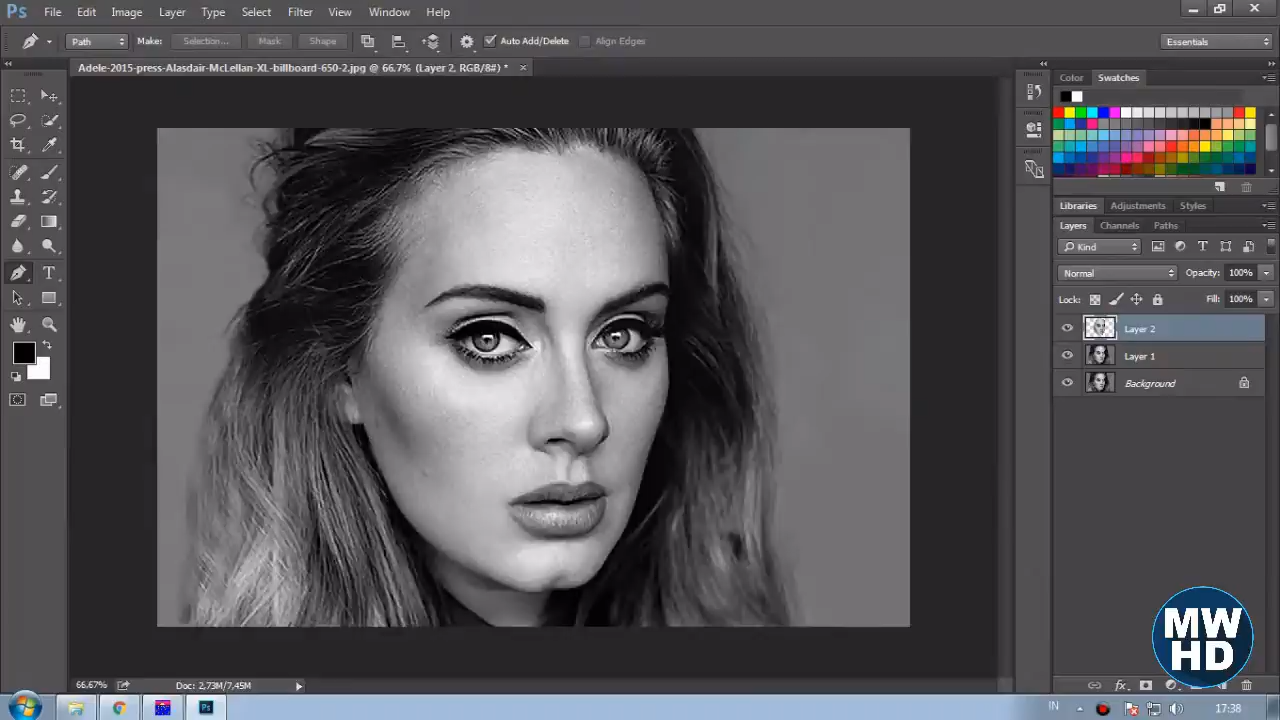 Ps File Edit Image Layer Type Select Filter View Window Help
Path Make: Selection... Mask Shape Auto Add/Delete Align Edges Essentials
Adele-2015-press-Alasdair-McLellan-XL-billboard-650-2.jpg @ 66.7% (Layer 2, RGB/8#) *
Color Swatches
Libraries Adjustments Styles
Layers Channels Paths
Kind
Normal Opacity: 100%
Lock: Fill: 100%
Layer 2
Layer 1
Background
MW
HD
66.67% Doc: 2,73M/7,45M
fx
Ps IN 17:38